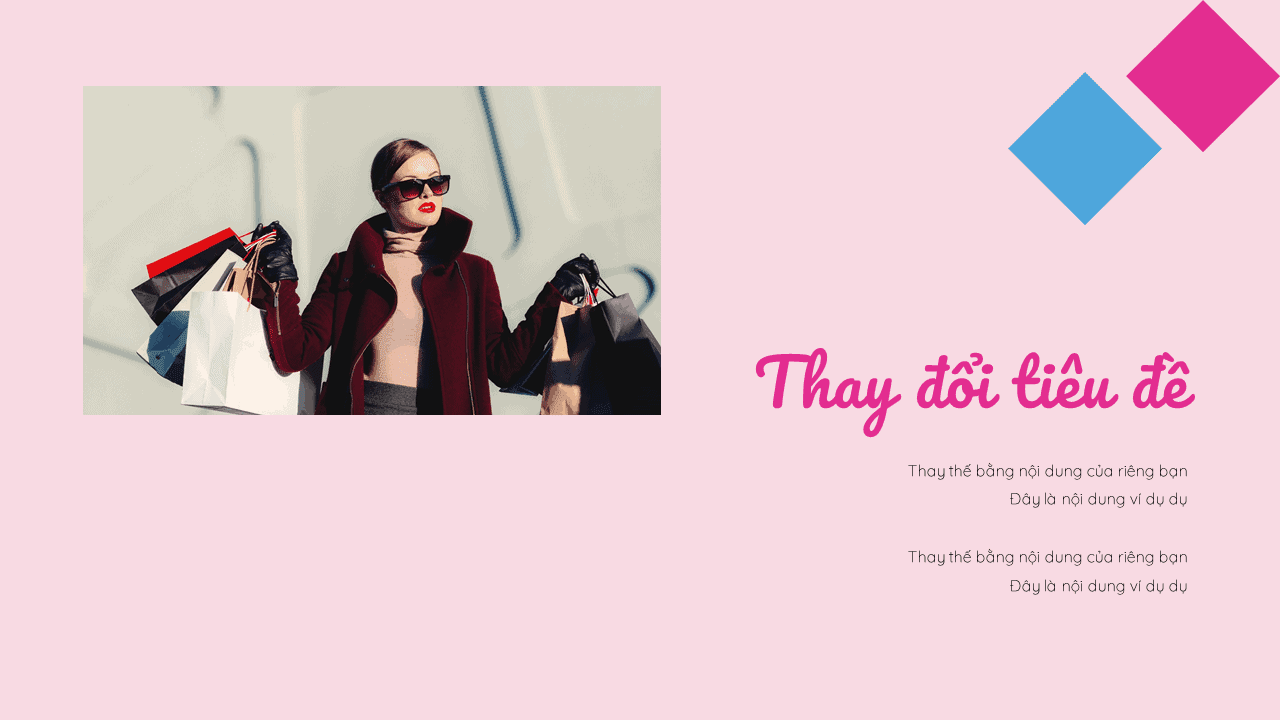 Thay đổi tiêu đề
Thay thế bằng nội dung của riêng bạn
Đây là nội dung ví dụ dụ
Thay thế bằng nội dung của riêng bạn
Đây là nội dung ví dụ dụ